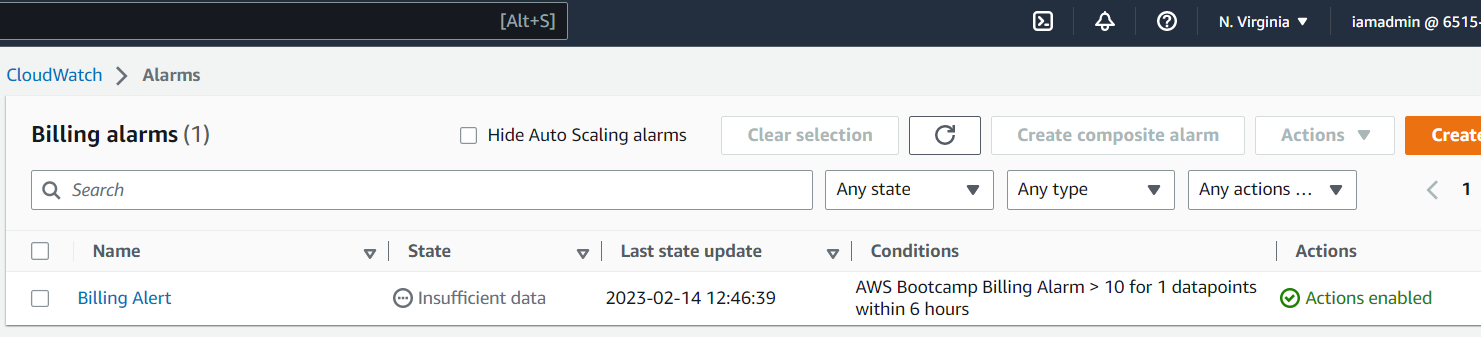 [Alt+S]
N. Virginia
iamadmin @ 6515-
CloudWatch
Alarms
Billing alarms (1)
Hide Auto Scaling alarms
Clear selection
Create composite alarm
Actions
Create
Search
Any state
Any type
Any actions ...
1
Name
State
Last state update
Conditions
Actions
Billing Alert
Insufficient data
2023-02-14 12:46:39
AWS Bootcamp Billing Alarm > 10 for 1 datapoints
within 6 hours
Actions enabled